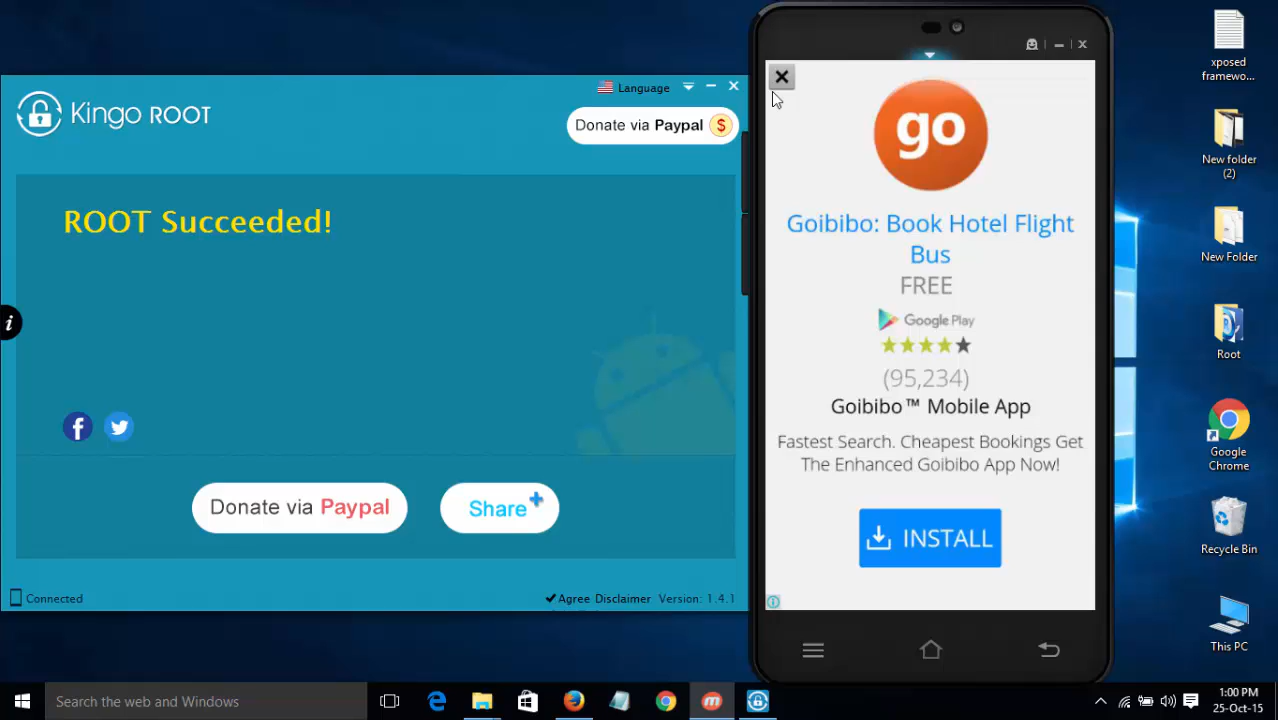 Kingo ROOT
Language
Donate via Paypal $
ROOT Succeeded!
i
f
Donate via Paypal
Share
Connected
Agree Disclaimer Version: 1.4.1
go
Goibibo: Book Hotel Flight
Bus
FREE
Google Play
(95,234)
Goibibo™ Mobile App
Fastest Search. Cheapest Bookings Get
The Enhanced Goibibo App Now!
INSTALL
xposed
framewo...
New folder
(2)
New Folder
Root
Google
Chrome
Recycle Bin
This PC
Search the web and Windows
m
1:00 PM
25-Oct-15